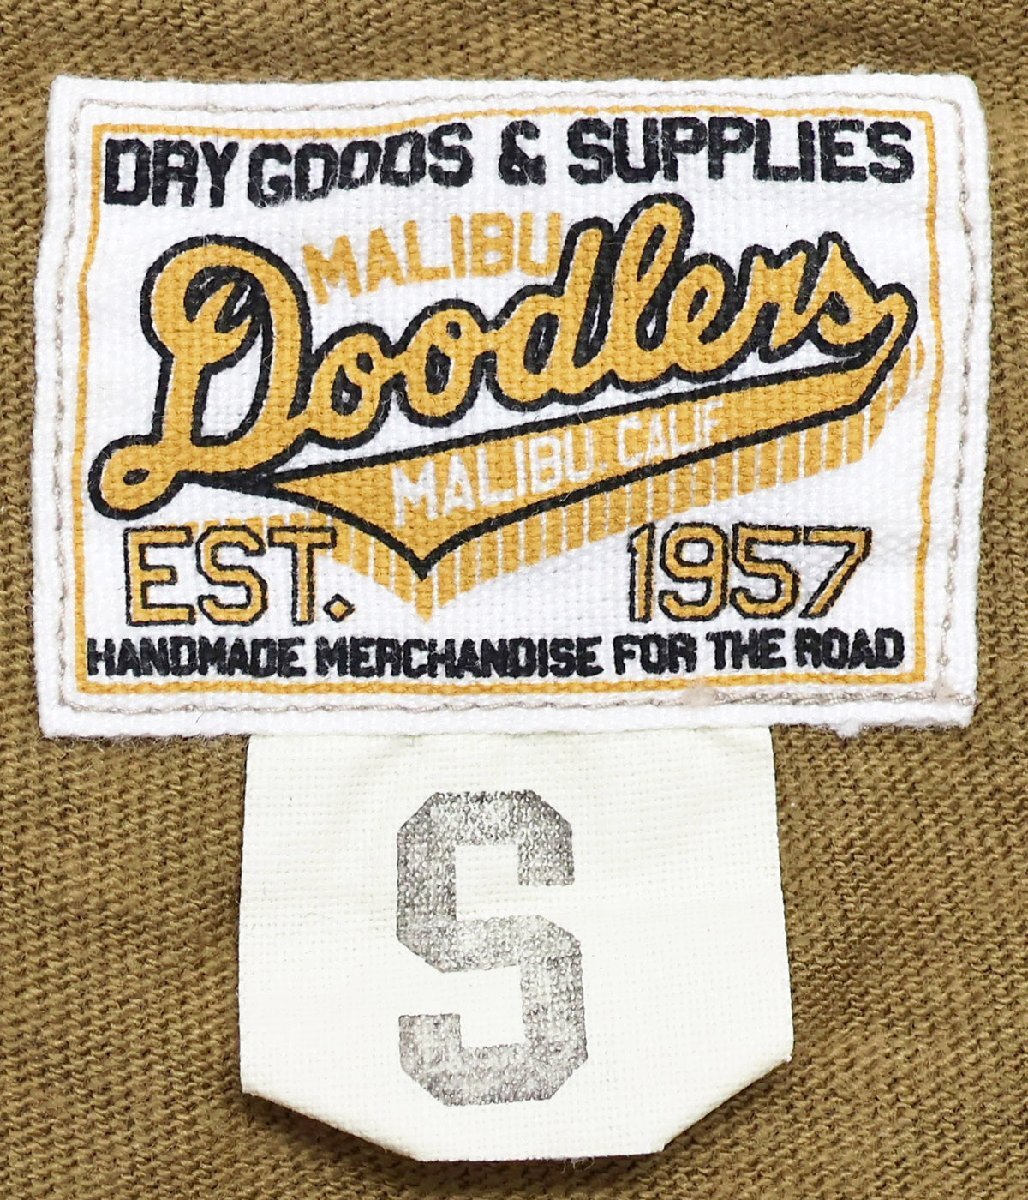 DRY GOODS & SUPPLIES
MALIBU
Doodlers
MALIBU. CALIF
EST. 1957
HANDMADE MERCHANDISE FOR THE ROAD
S